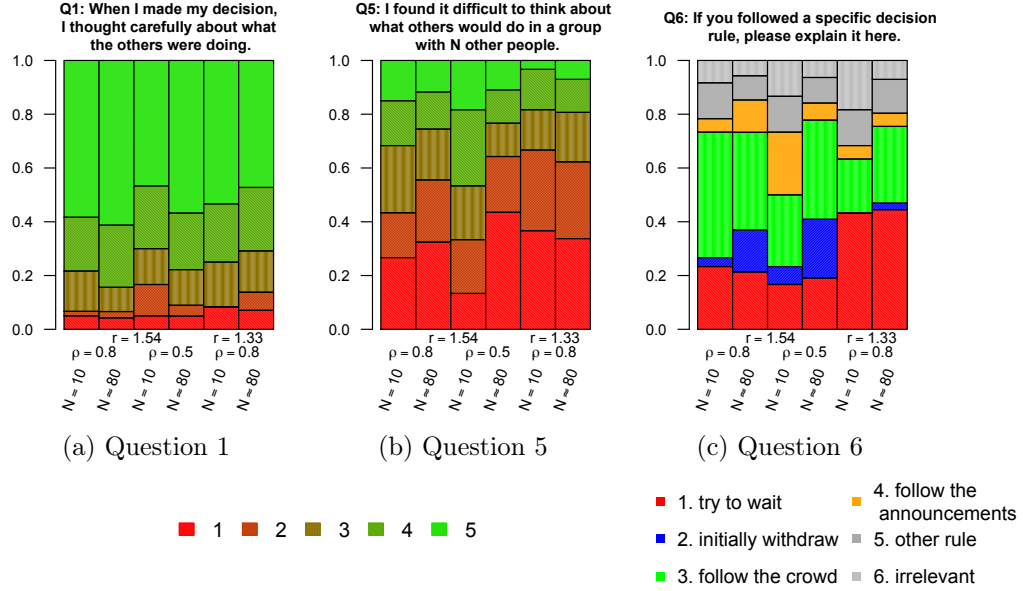 Q1: When I made my decision,
I thought carefully about what
the others were doing.
1.0
0.8
0.6
0.4
0.2
0.0
r = 1.54
r = 1.33
ρ = 0.8
ρ = 0.5
ρ = 0.8
N = 10
N ≈ 80
N = 10
N ≈ 80
N = 10
N ≈ 80
(a) Question 1
Q5: I found it difficult to think about
what others would do in a group
with N other people.
1.0
0.8
0.6
0.4
0.2
0.0
r = 1.54
r = 1.33
ρ = 0.8
ρ = 0.5
ρ = 0.8
N = 10
N ≈ 80
N = 10
N ≈ 80
N = 10
N ≈ 80
(b) Question 5
Q6: If you followed a specific decision
rule, please explain it here.
1.0
0.8
0.6
0.4
0.2
0.0
r = 1.54
r = 1.33
ρ = 0.8
ρ = 0.5
ρ = 0.8
N = 10
N ≈ 80
N = 10
N ≈ 80
N = 10
N ≈ 80
(c) Question 6
1 2 3 4 5
1. try to wait
2. initially withdraw
3. follow the crowd
4. follow the
announcements
5. other rule
6. irrelevant